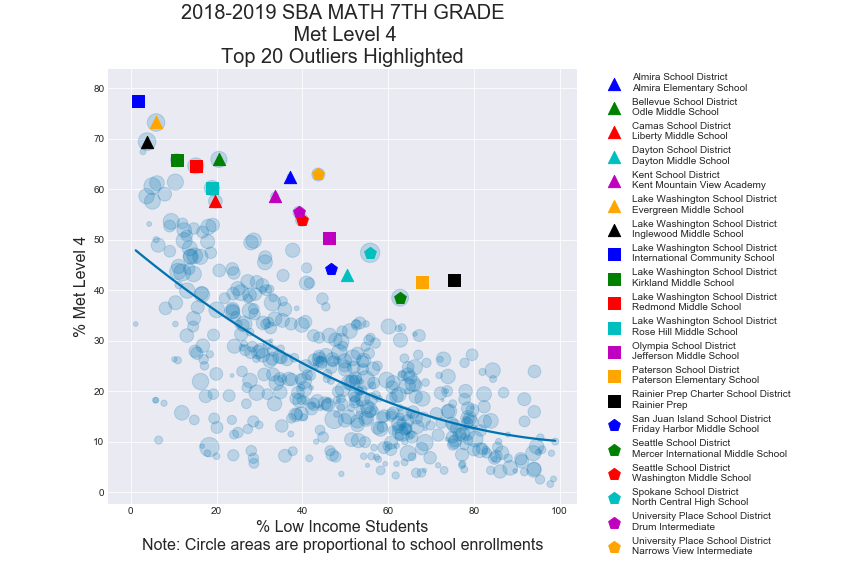 2018-2019 SBA MATH 7TH GRADE
Met Level 4
Top 20 Outliers Highlighted
% Met Level 4
80
70
60
50
40
30
20
10
0
0 20 40 60 80 100
% Low Income Students
Note: Circle areas are proportional to school enrollments
Almira School District
Almira Elementary School
Bellevue School District
Odle Middle School
Camas School District
Liberty Middle School
Dayton School District
Dayton Middle School
Kent School District
Kent Mountain View Academy
Lake Washington School District
Evergreen Middle School
Lake Washington School District
Inglewood Middle School
Lake Washington School District
International Community School
Lake Washington School District
Kirkland Middle School
Lake Washington School District
Redmond Middle School
Lake Washington School District
Rose Hill Middle School
Olympia School District
Jefferson Middle School
Paterson School District
Paterson Elementary School
Rainier Prep Charter School District
Rainier Prep
San Juan Island School District
Friday Harbor Middle School
Seattle School District
Mercer International Middle School
Seattle School District
Washington Middle School
Spokane School District
North Central High School
University Place School District
Drum Intermediate
University Place School District
Narrows View Intermediate